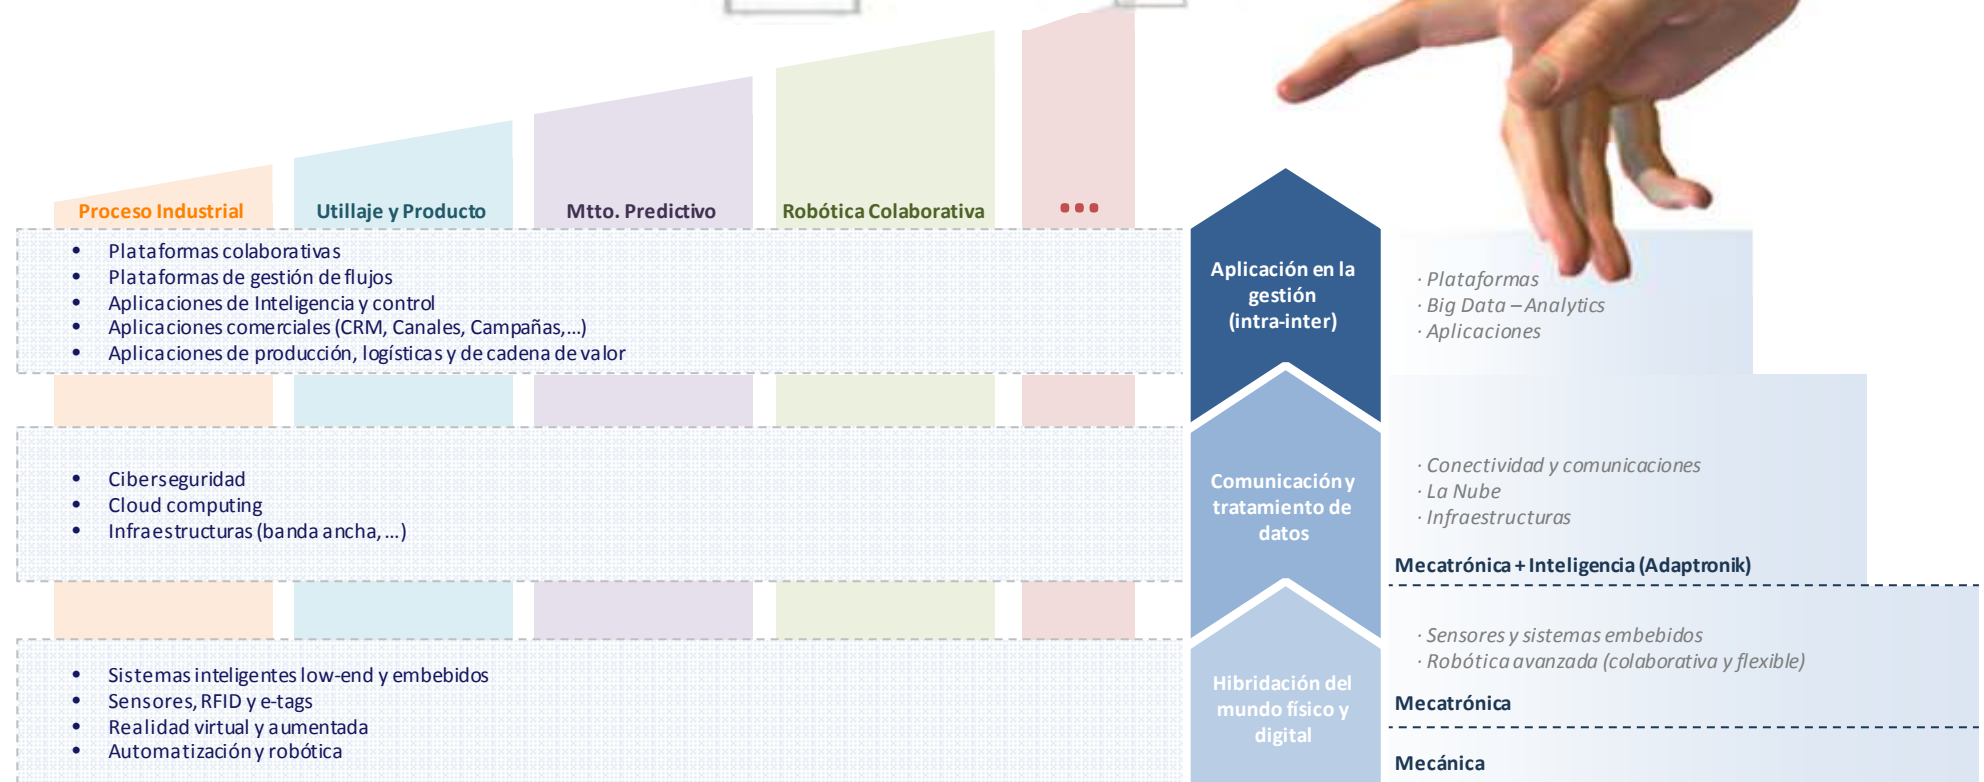 Proceso Industrial
Utillaje y Producto
Mtto. Predictivo
Robótica Colaborativa
...
• Plataformas colaborativas
• Plataformas de gestión de flujos
• Aplicaciones de Inteligencia y control
• Aplicaciones comerciales (CRM, Canales, Campañas,...)
• Aplicaciones de producción, logísticas y de cadena de valor
Aplicación en la
gestión
(intra-inter)
· Plataformas
· Big Data – Analytics
· Aplicaciones
• Ciberseguridad
• Cloud computing
• Infraestructuras (banda ancha, ...)
Comunicación y
tratamiento de
datos
· Conectividad y comunicaciones
· La Nube
· Infraestructuras
Mecatrónica + Inteligencia (Adaptronik)
• Sistemas inteligentes low-end y embebidos
• Sensores, RFID y e-tags
• Realidad virtual y aumentada
• Automatización y robótica
Hibridación del
mundo físico y
digital
· Sensores y sistemas embebidos
· Robótica avanzada (colaborativa y flexible)
Mecatrónica
Mecánica